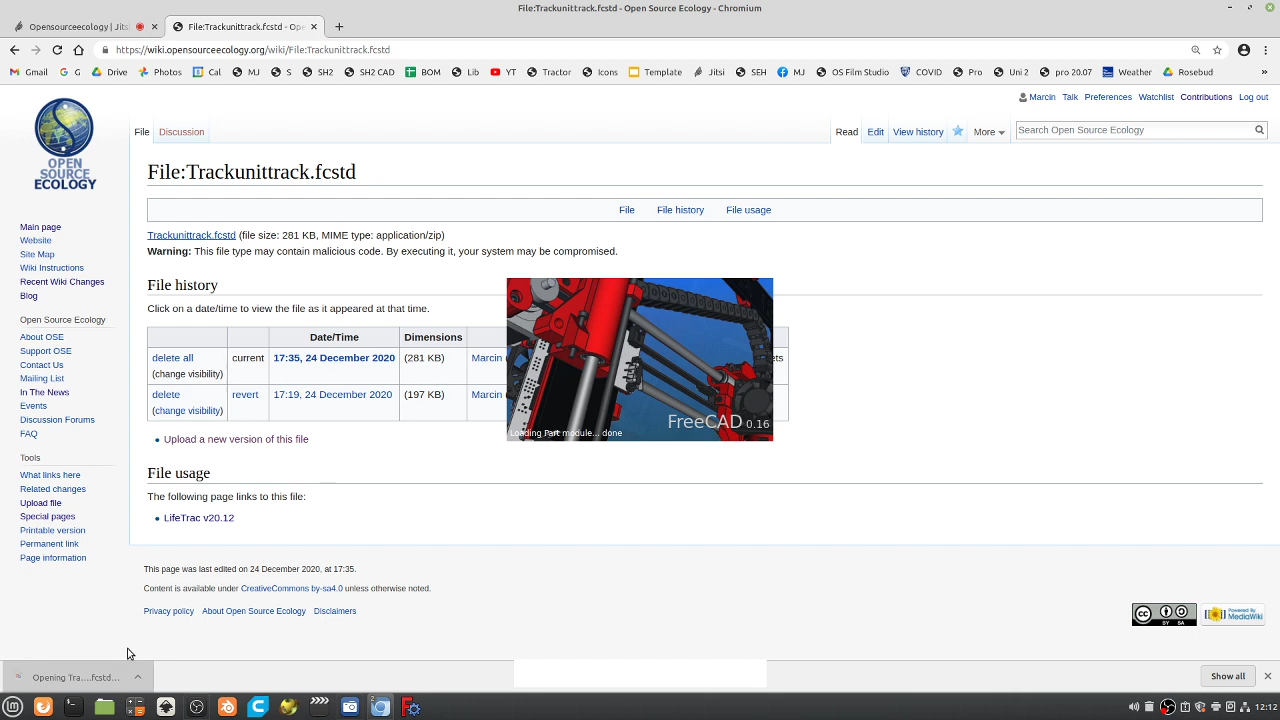 File:Trackunittrack.fcstd - Open Source Ecology - Chromium
Opensourceecology | Jits
File:Trackunittrack.fcstd - Ope
https://wiki.opensourceecology.org/wiki/File:Trackunittrack.fcstd
Gmail G Drive Photos Cal MJ S SH2 SH2 CAD BOM Lib YT Tractor Icons Template Jitsi SEH MJ OS Film Studio COVID Pro Uni 2 pro 20.07 Weather Rosebud »
Marcin Talk Preferences Watchlist Contributions Log out
File Discussion Read Edit View history More Search Open Source Ecology
OPEN
SOURCE
ECOLOGY
File:Trackunittrack.fcstd
File File history File usage
Trackunittrack.fcstd (file size: 281 KB, MIME type: application/zip)
Warning: This file type may contain malicious code. By executing it, your system may be compromised.
File history
Click on a date/time to view the file as it appeared at that time.
Date/Time Dimensions
delete all current 17:35, 24 December 2020 (281 KB) Marcin
(change visibility)
delete revert 17:19, 24 December 2020 (197 KB) Marcin
(change visibility)
Upload a new version of this file
File usage
The following page links to this file:
LifeTrac v20.12
Loading Part module... done
FreeCAD 0.16
Main page
Website
Site Map
Wiki Instructions
Recent Wiki Changes
Blog
Open Source Ecology
About OSE
Support OSE
Contact Us
Mailing List
In The News
Events
Discussion Forums
FAQ
Tools
What links here
Related changes
Upload file
Special pages
Printable version
Permanent link
Page information
This page was last edited on 24 December 2020, at 17:35.
Content is available under CreativeCommons by-sa4.0 unless otherwise noted.
Privacy policy About Open Source Ecology Disclaimers
cc BY SA
Powered By
MediaWiki
Opening Tra....fcstd...
Show all
12:12